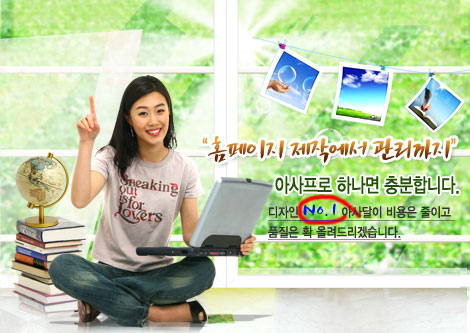 "홈페이지 제작에서 관리까지"
아사프로 하나면 충분합니다.
디자인 No.1 아사달이 비용은 줄이고
품질은 확 올려드리겠습니다.
Sneaking
out
is for
Lovers